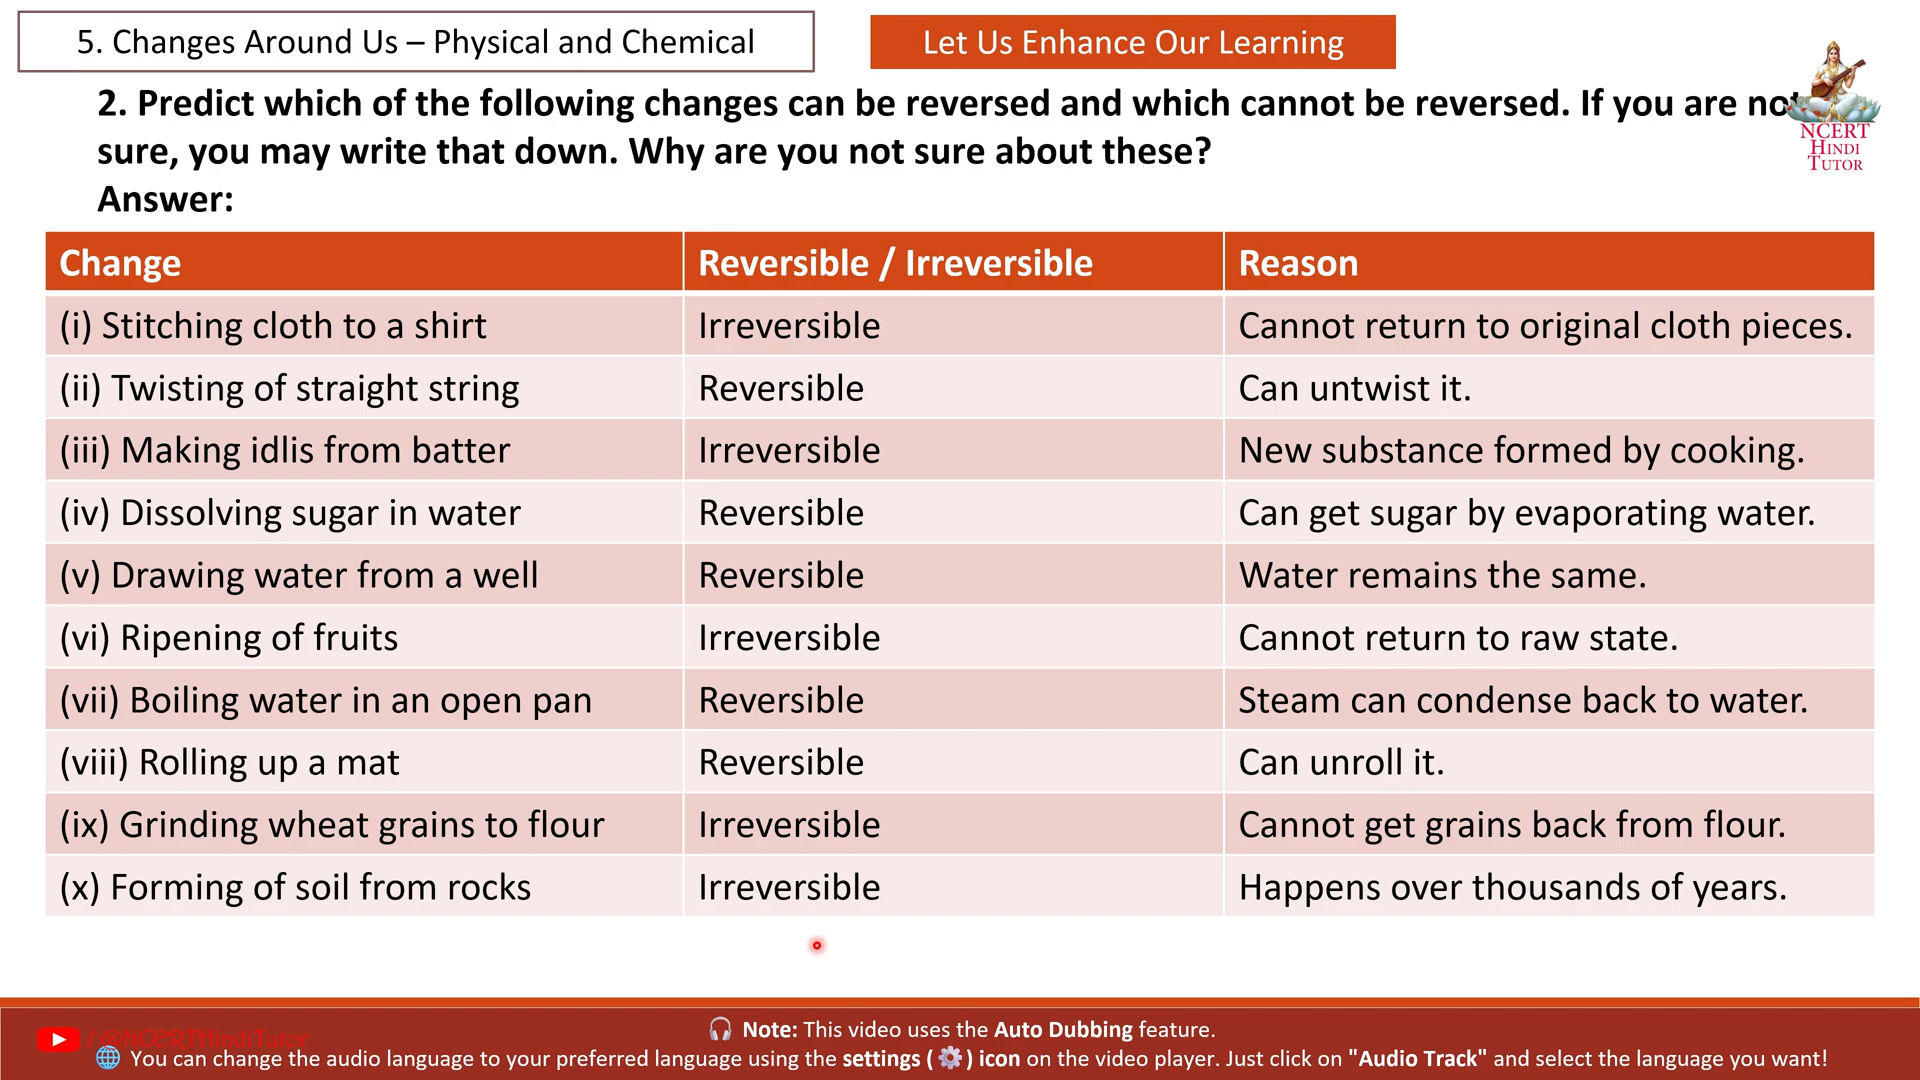 5. Changes Around Us – Physical and Chemical
Let Us Enhance Our Learning
2. Predict which of the following changes can be reversed and which cannot be reversed. If you are not
sure, you may write that down. Why are you not sure about these?
Answer:
NCERT
HINDI
TUTOR
Change Reversible / Irreversible Reason
(i) Stitching cloth to a shirt Irreversible Cannot return to original cloth pieces.
(ii) Twisting of straight string Reversible Can untwist it.
(iii) Making idlis from batter Irreversible New substance formed by cooking.
(iv) Dissolving sugar in water Reversible Can get sugar by evaporating water.
(v) Drawing water from a well Reversible Water remains the same.
(vi) Ripening of fruits Irreversible Cannot return to raw state.
(vii) Boiling water in an open pan Reversible Steam can condense back to water.
(viii) Rolling up a mat Reversible Can unroll it.
(ix) Grinding wheat grains to flour Irreversible Cannot get grains back from flour.
(x) Forming of soil from rocks Irreversible Happens over thousands of years.
/@NCERTHindiTutor
Note: This video uses the Auto Dubbing feature.
You can change the audio language to your preferred language using the settings ( ) icon on the video player. Just click on "Audio Track" and select the language you want!